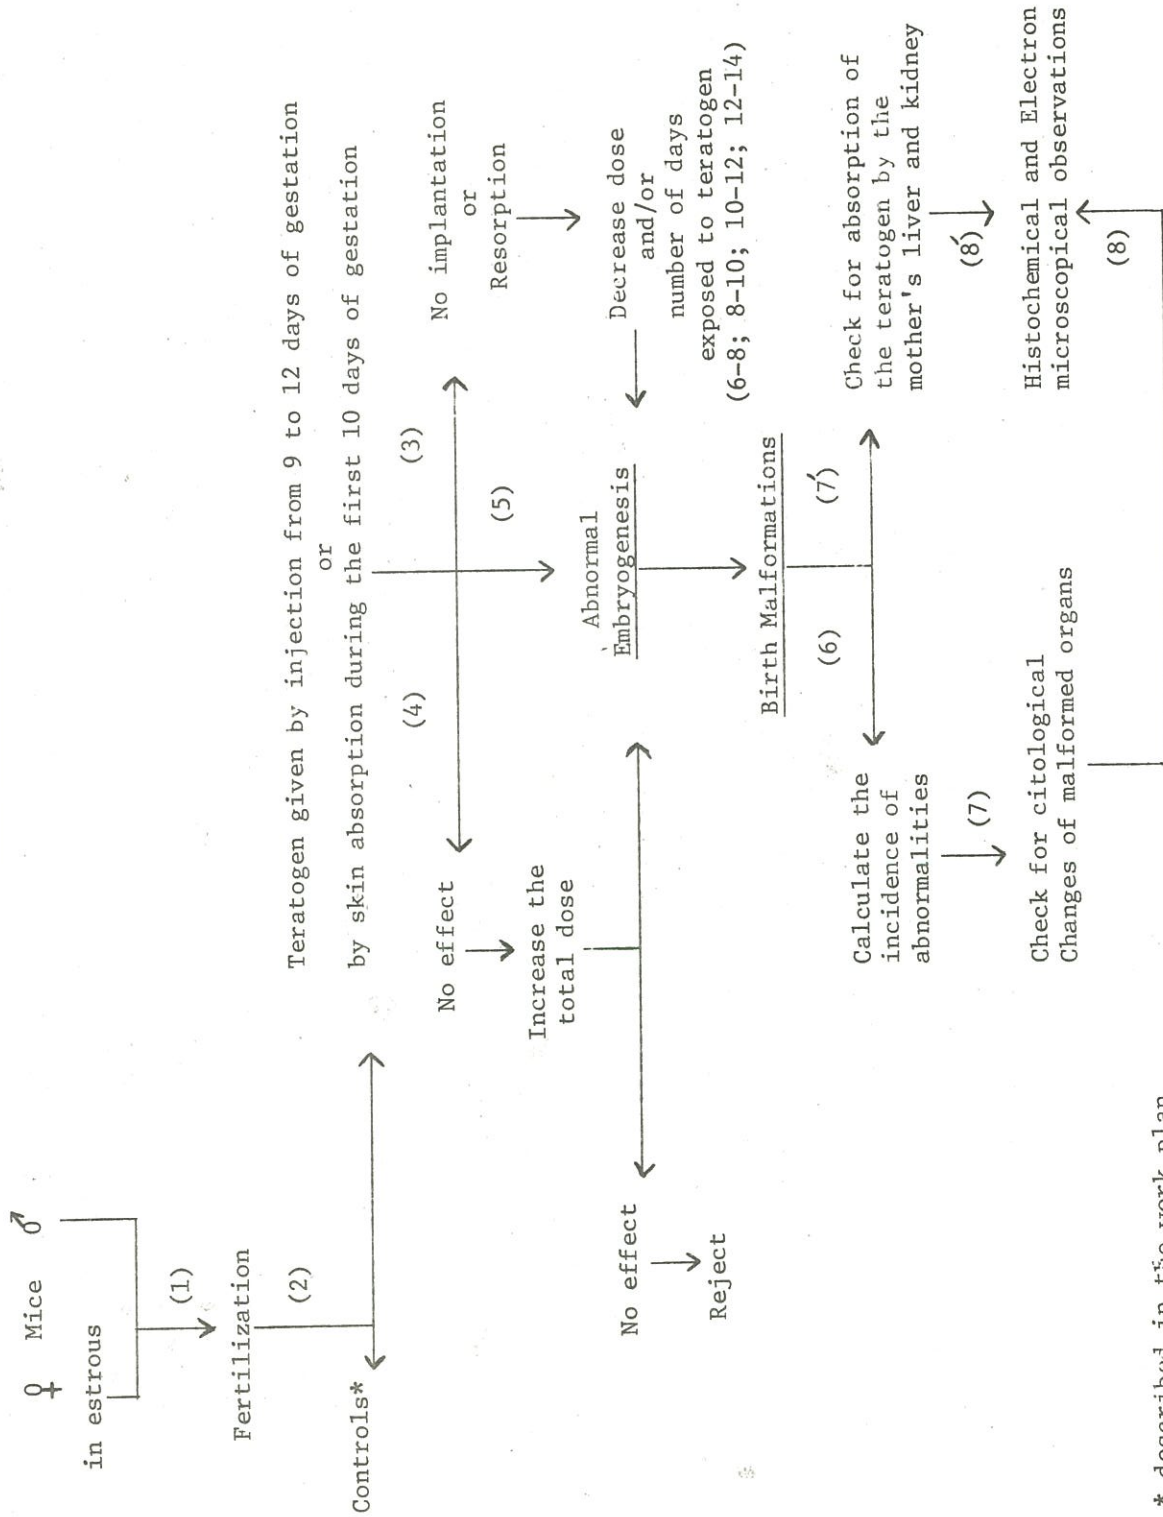 ♀ Mice ♂
in estrous
(1)
Fertilization
(2)
Controls*
Teratogen given by injection from 9 to 12 days of gestation
or
by skin absorption during the first 10 days of gestation
(4)
(3)
(5)
No effect
Increase the
total dose
No implantation
or
Resorption
Decrease dose
and/or
number of days
exposed to teratogen
(6-8; 8-10; 10-12; 12-14)
Abnormal
Embryogenesis
No effect
Reject
Birth Malformations
(6)
(7́)
Calculate the
incidence of
abnormalities
(7)
Check for citological
Changes of malformed organs
Check for absorption of
the teratogen by the
mother's liver and kidney
(8́)
Histochemical and Electron
microscopical observations
(8)
* described in the work plan